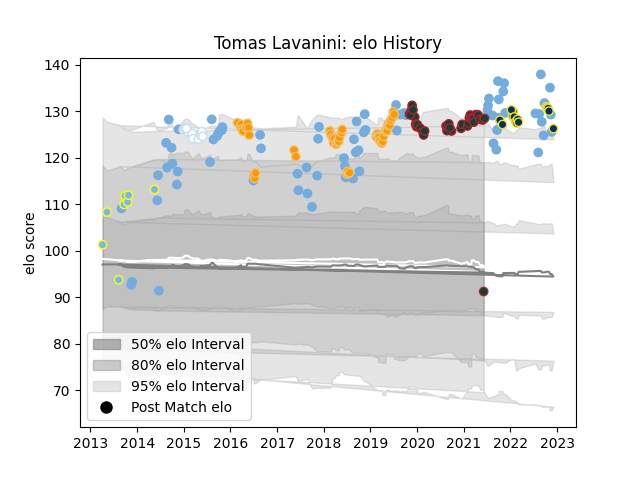 Tomas Lavanini: elo History
elo score
140
130
120
110
100
90
80
70
50% elo Interval
80% elo Interval
95% elo Interval
Post Match elo
2013 2014 2015 2016 2017 2018 2019 2020 2021 2022 2023